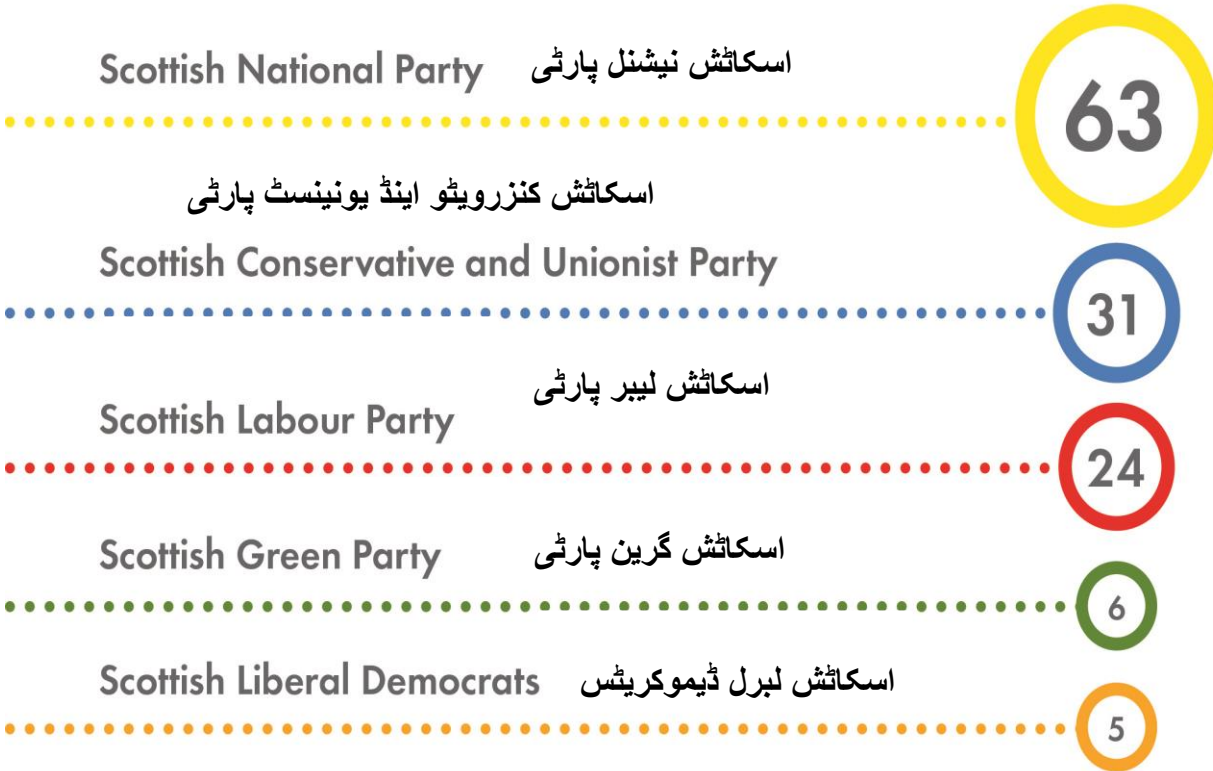 Scottish National Party اسکاٹش نیشنل پارٹی
63
اسکاٹش کنزرویٹو اینڈ یونینسٹ پارٹی
Scottish Conservative and Unionist Party
31
اسکاٹش لیبر پارٹی
Scottish Labour Party
24
Scottish Green Party اسکاٹش گرین پارٹی
6
Scottish Liberal Democrats اسکاٹش لبرل ڈیموکریٹس
5